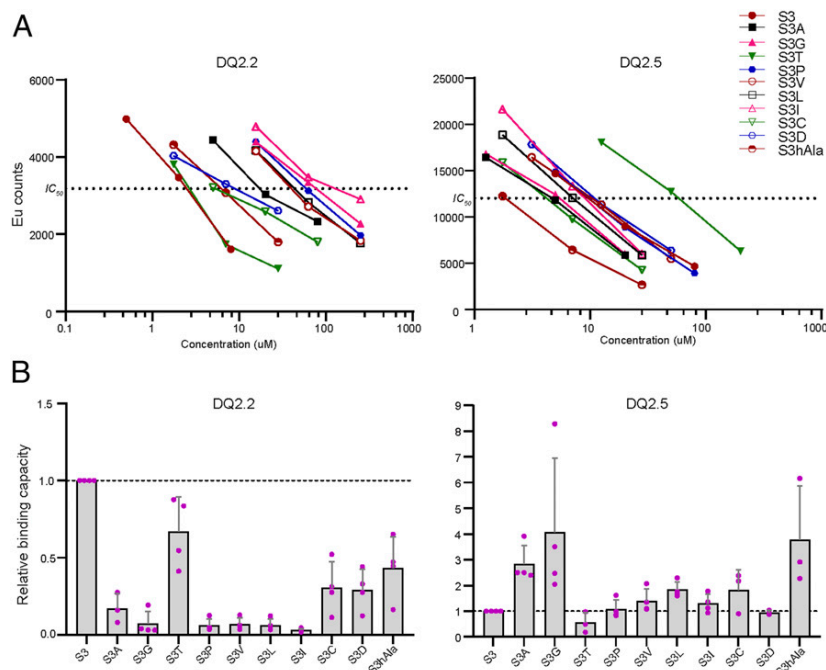 A
DQ2.2
Eu counts
6000
4000
2000
0
IC50
0.1
1
10
100
1000
Concentration (uM)
DQ2.5
25000
20000
15000
10000
5000
0
IC50
1
10
100
1000
Concentration (uM)
S3
S3A
S3G
S3T
S3P
S3V
S3L
S3I
S3C
S3D
S3hAla
B
DQ2.2
Relative binding capacity
1.5
1.0
0.5
0.0
S3
S3A
S3G
S3T
S3P
S3V
S3L
S3I
S3C
S3D
S3hAla
DQ2.5
9
8
7
6
5
4
3
2
1
0
S3
S3A
S3G
S3T
S3P
S3V
S3L
S3I
S3C
S3D
S3hAla